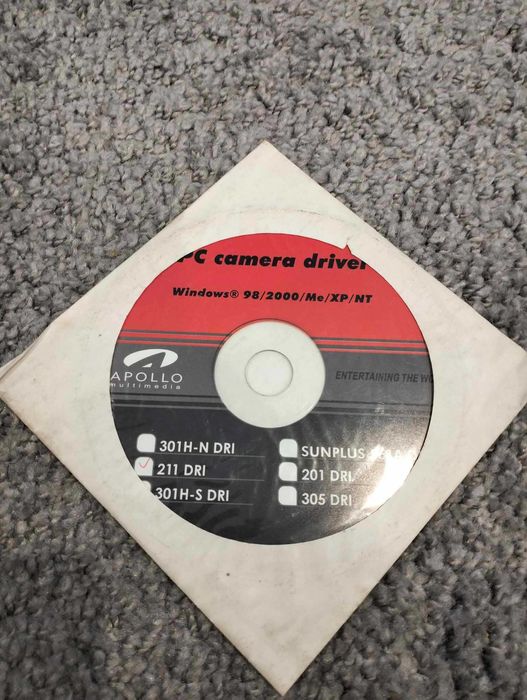 PC camera driver
Windows® 98/2000/Me/XP/NT
APOLLO
multimedia
ENTERTAINING THE WO
301H-N DRI
211 DRI
301H-S DRI
SUNPLUS
201 DRI
305 DRI